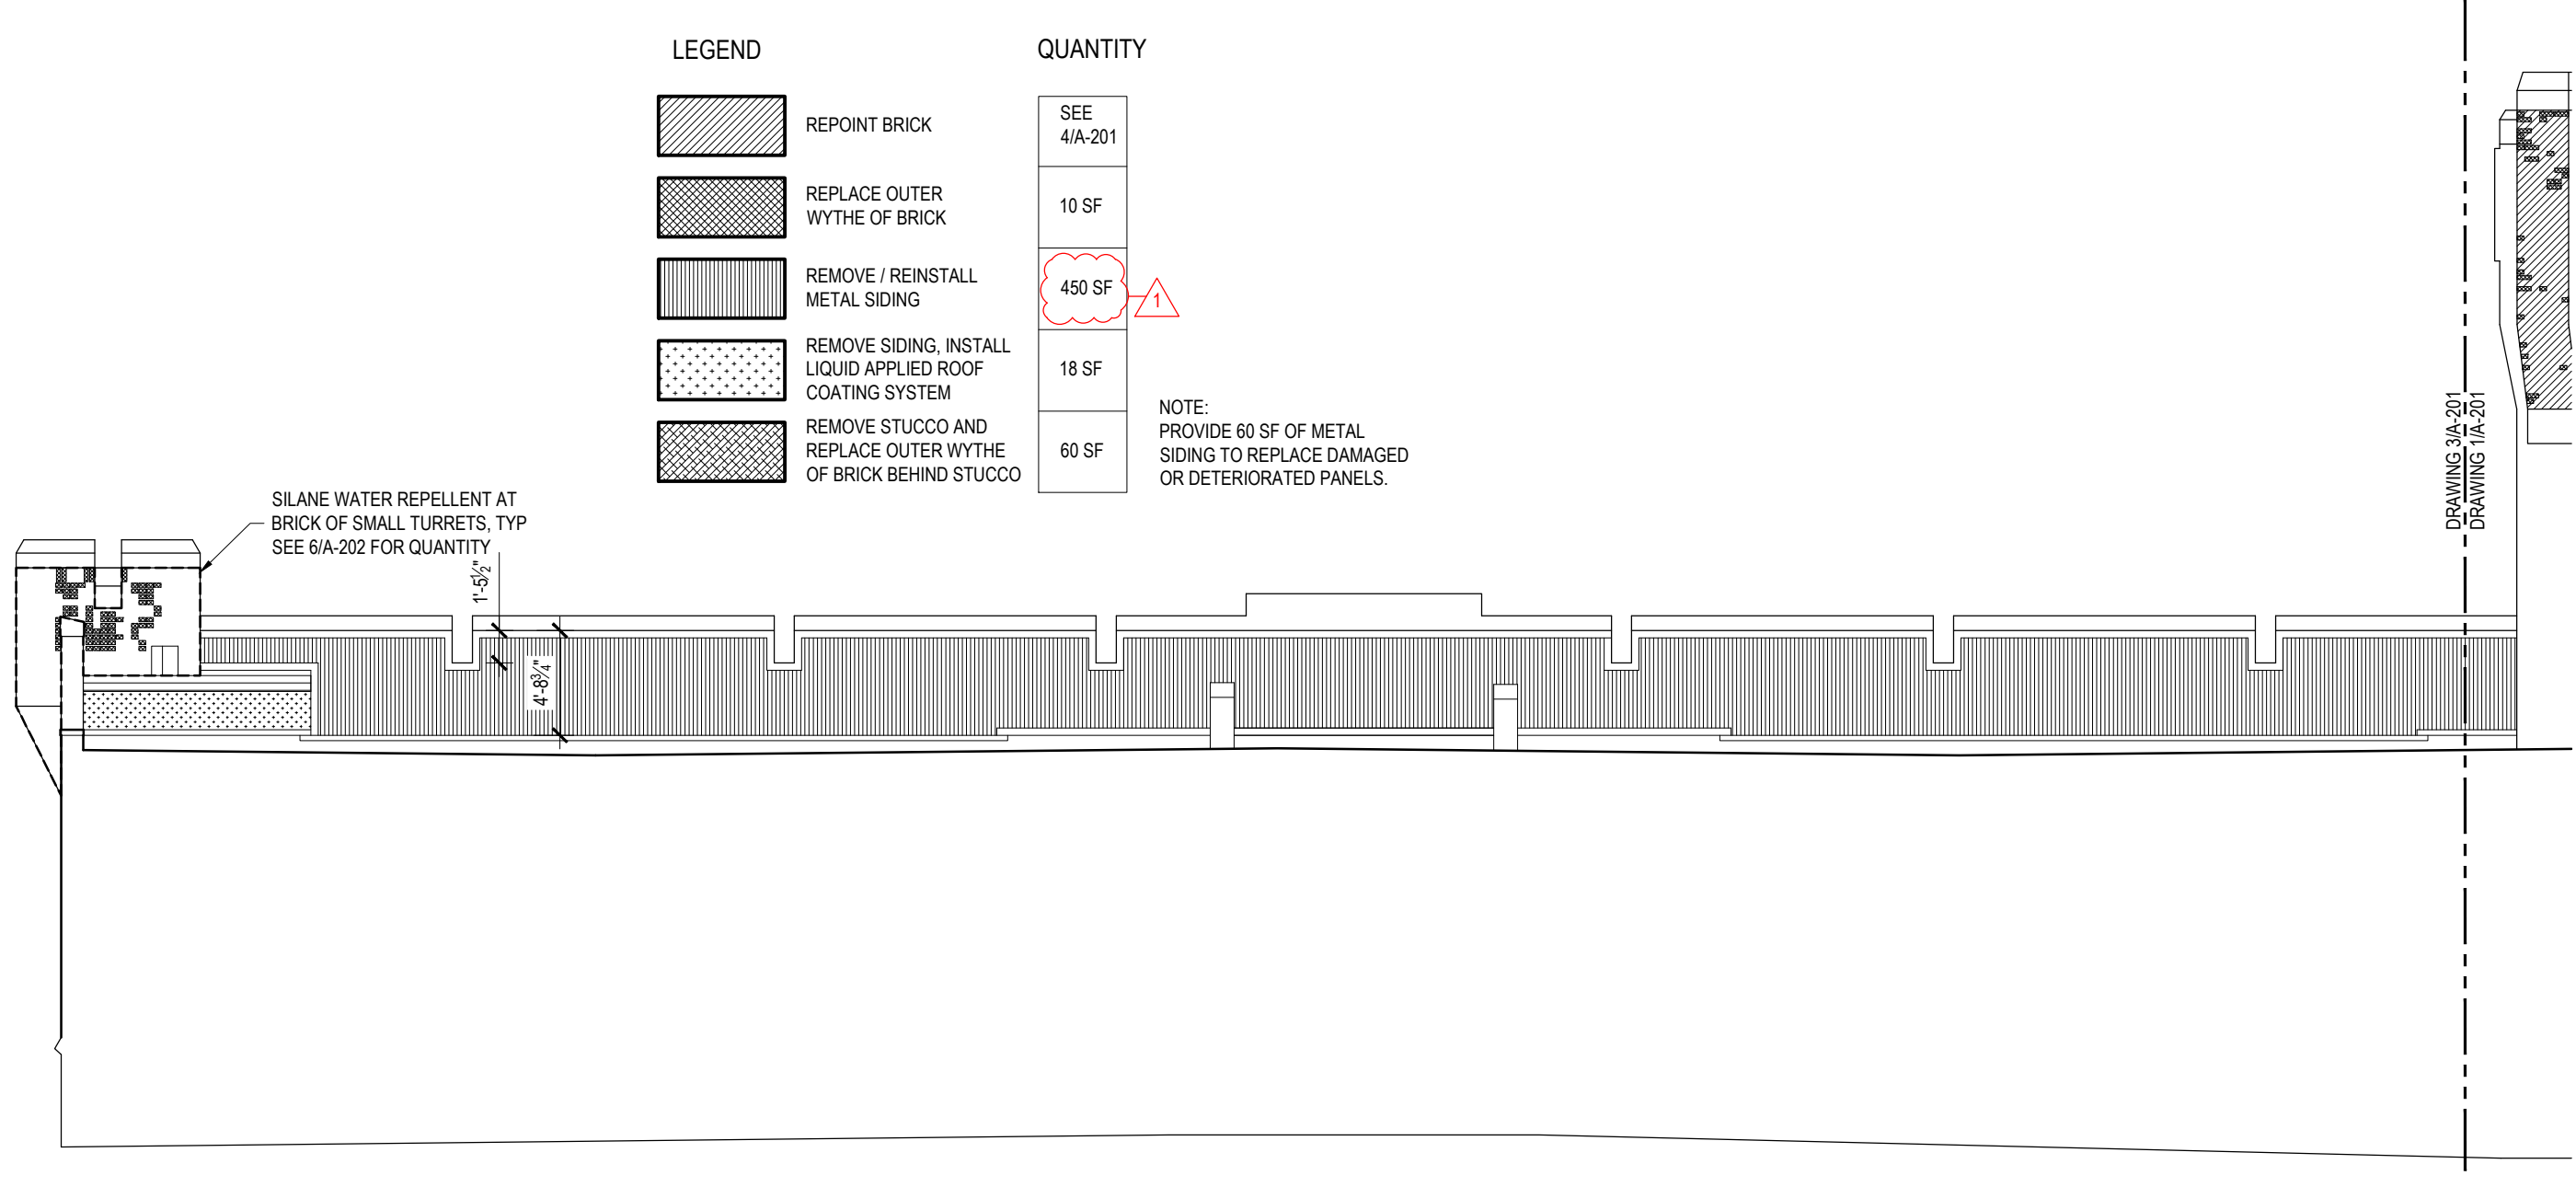 LEGEND
QUANTITY
REPOINT BRICK
SEE
4/A-201
REPLACE OUTER
WYTHE OF BRICK
10 SF
REMOVE / REINSTALL
METAL SIDING
450 SF
1
REMOVE SIDING, INSTALL
LIQUID APPLIED ROOF
COATING SYSTEM
18 SF
REMOVE STUCCO AND
REPLACE OUTER WYTHE
OF BRICK BEHIND STUCCO
60 SF
NOTE:
PROVIDE 60 SF OF METAL
SIDING TO REPLACE DAMAGED
OR DETERIORATED PANELS.
SILANE WATER REPELLENT AT
BRICK OF SMALL TURRETS, TYP
SEE 6/A-202 FOR QUANTITY
1'-5½"
4'-8¾"
DRAWING 3/A-201
DRAWING 1/A-201